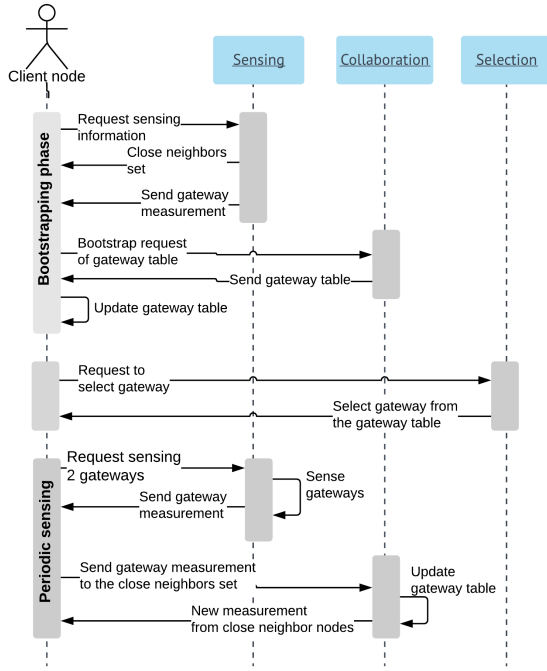 Client node
Sensing
Collaboration
Selection
Bootstrapping phase
Request sensing
information
Close neighbors
set
Send gateway
measurement
Bootstrap request
of gateway table
Send gateway table
Update gateway table
Request to
select gateway
Select gateway from
the gateway table
Periodic sensing
Request sensing
2 gateways
Sense
gateways
Send gateway
measurement
Send gateway measurement
to the close neighbors set
Update
gateway table
New measurement
from close neighbor nodes